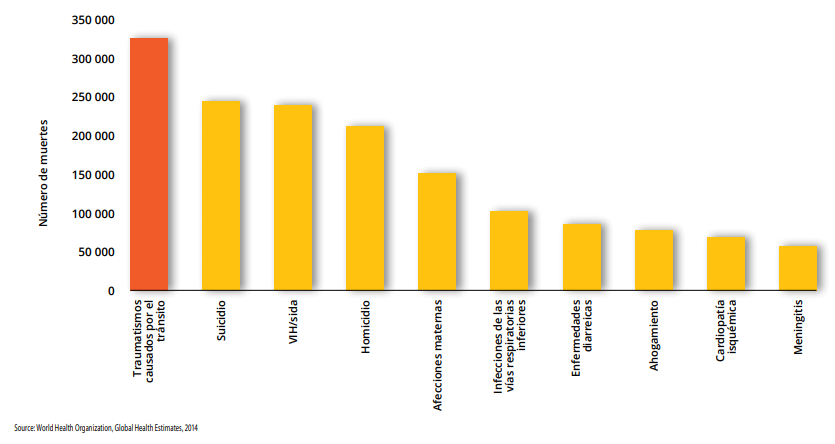 350 000
300 000
250 000
200 000
150 000
100 000
50 000
0
Número de muertes
Traumatismos
causados por el
tránsito
Suicidio
VIH/sida
Homicidio
Afecciones maternas
Infecciones de las
vías respiratorias
inferiores
Enfermedades
diarreicas
Ahogamiento
Cardiopatía
isquémica
Meningitis
Source: World Health Organization, Global Health Estimates, 2014